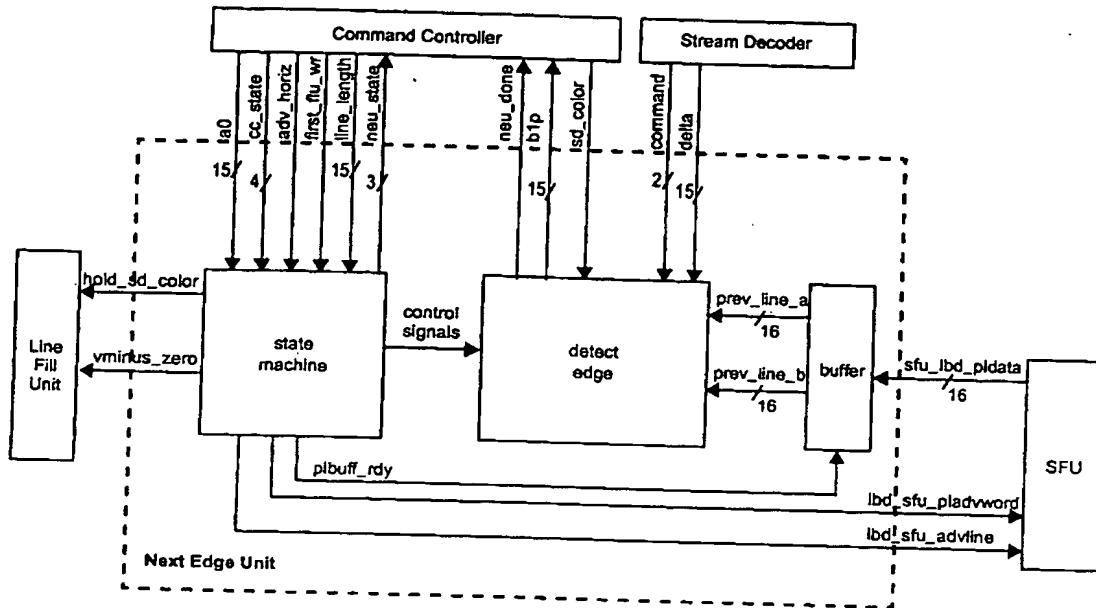 Command Controller
Stream Decoder
a0
cc_state
adv_horiz
first_flu_wr
line_length
neu_state
neu_done
b1p
sd_color
command
delta
15
4
15
3
15
2
15
hold_sd_color
vminus_zero
Line
Fill
Unit
state
machine
control
signals
detect
edge
prev_line_a
16
prev_line_b
16
buffer
sfu_lbd_pldata
16
SFU
plbuff_rdy
lbd_sfu_pladvword
lbd_sfu_advline
Next Edge Unit